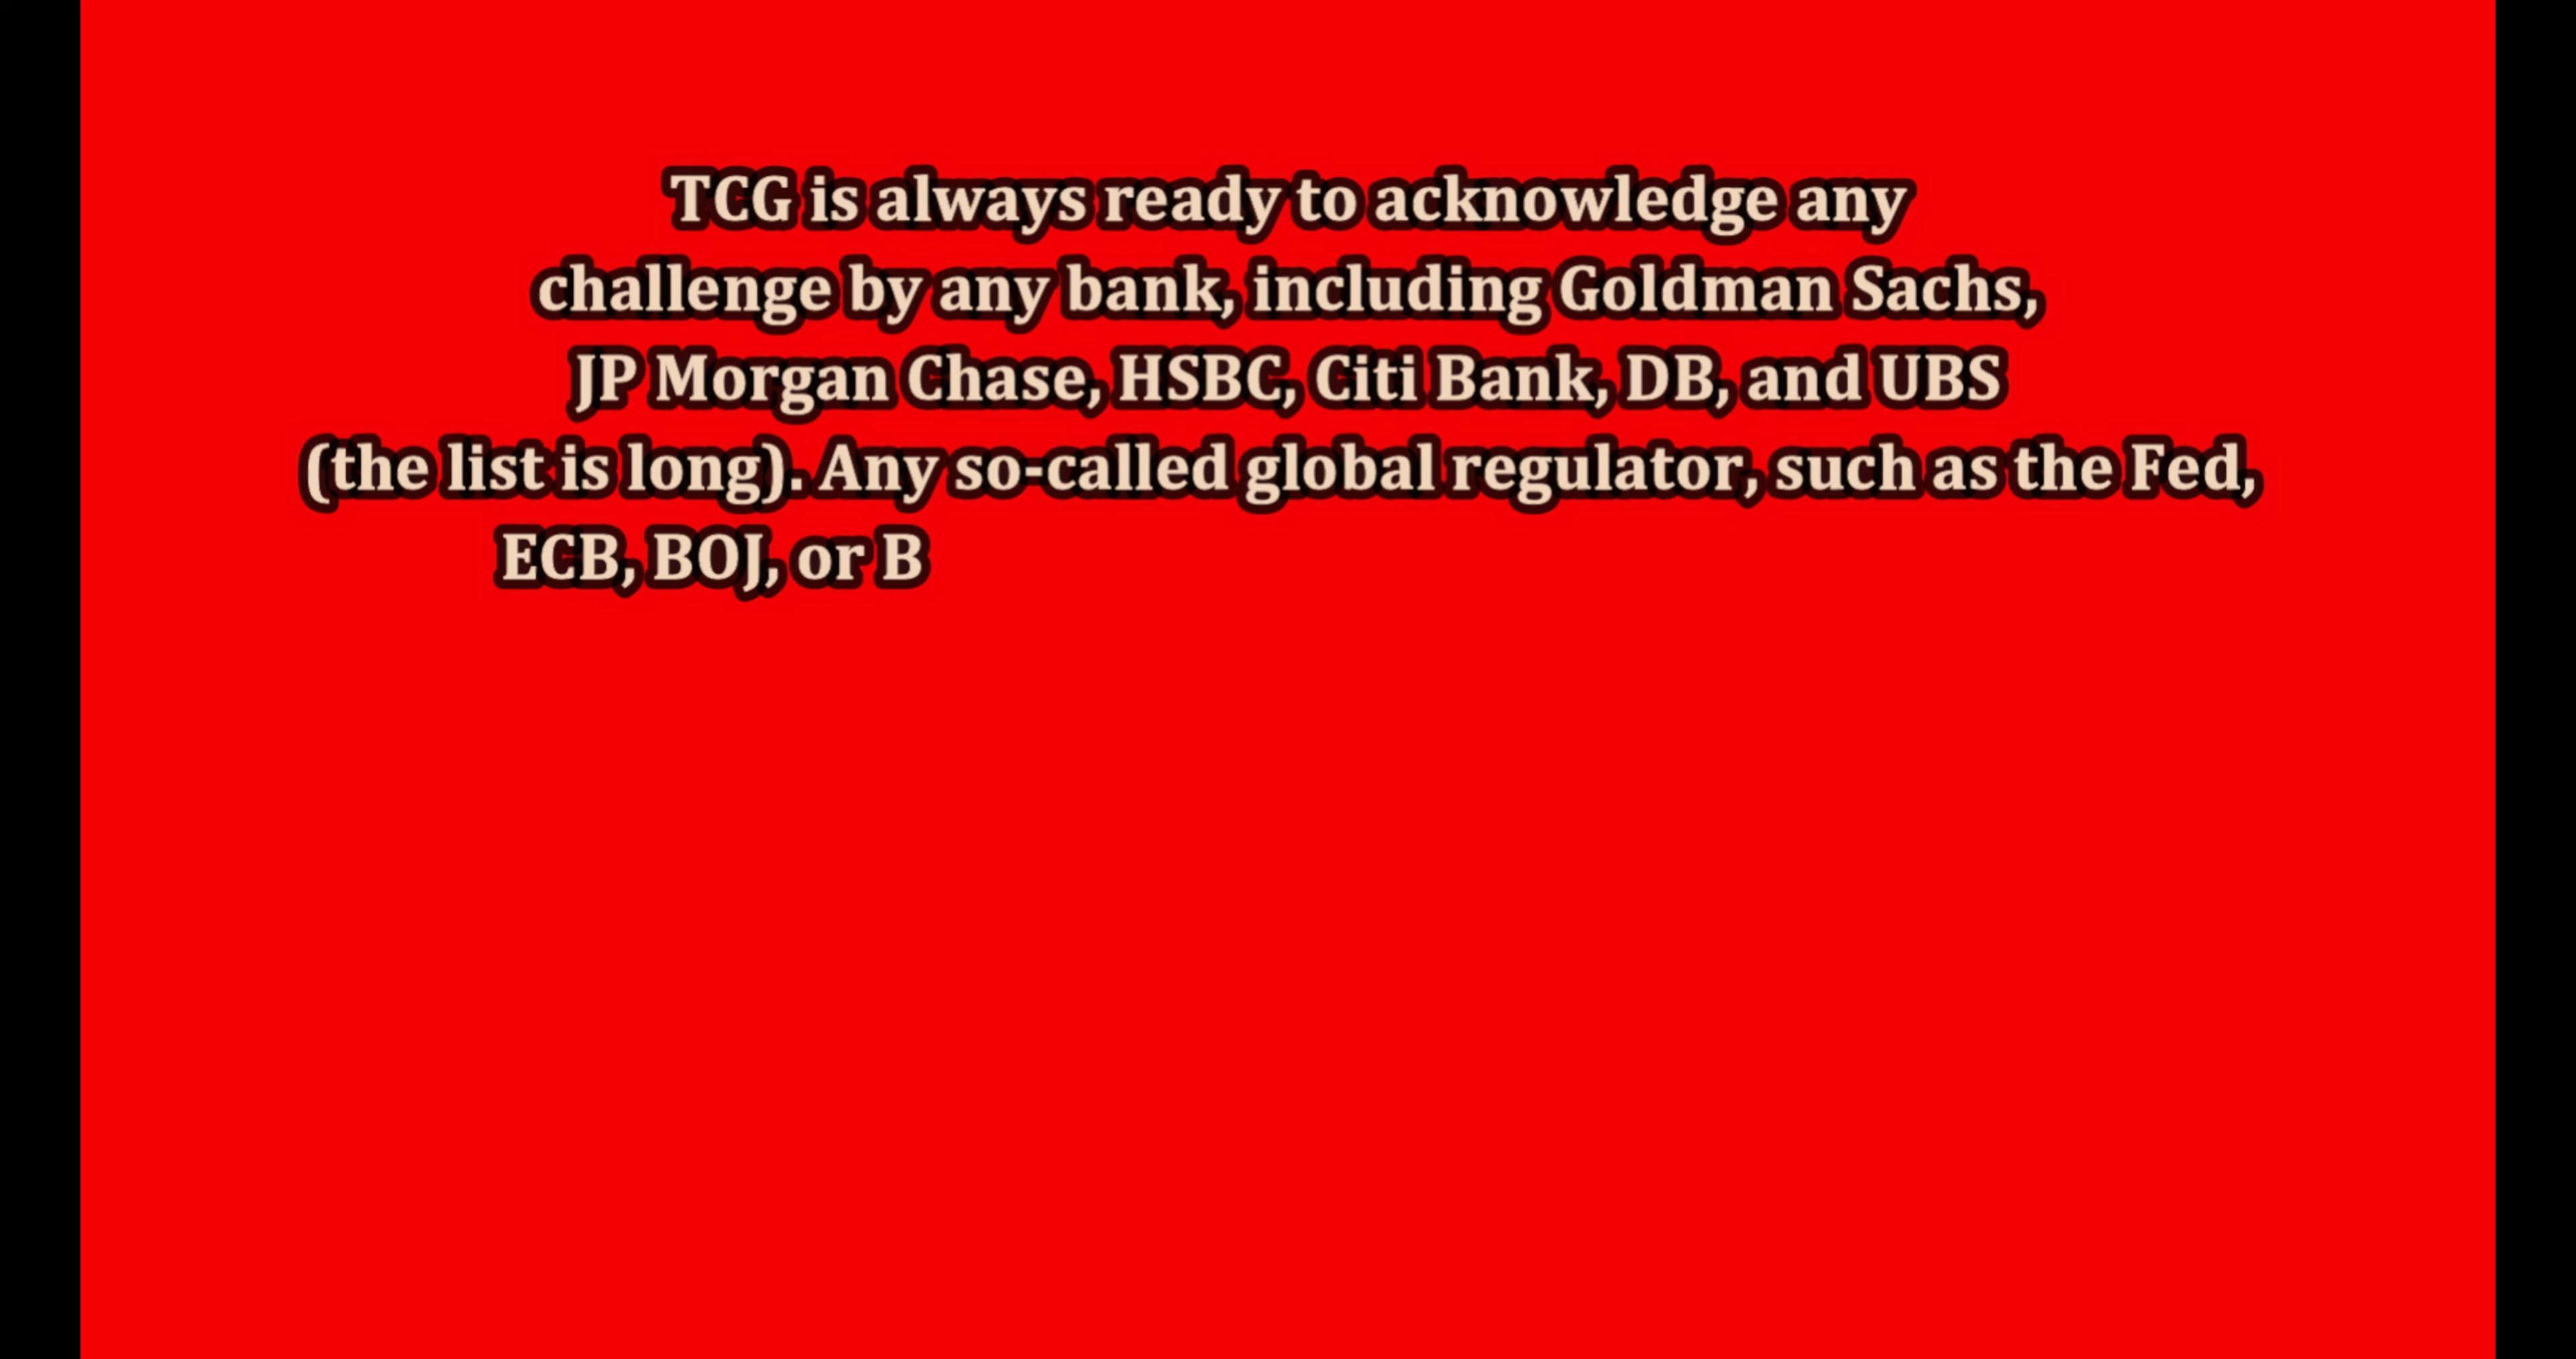 TCG is always ready to acknowledge any
challenge by any bank, including Goldman Sachs,
JP Morgan Chase, HSBC, Citi Bank, DB, and UBS
(the list is long). Any so-called global regulator, such as the Fed,
ECB, BOJ, or B